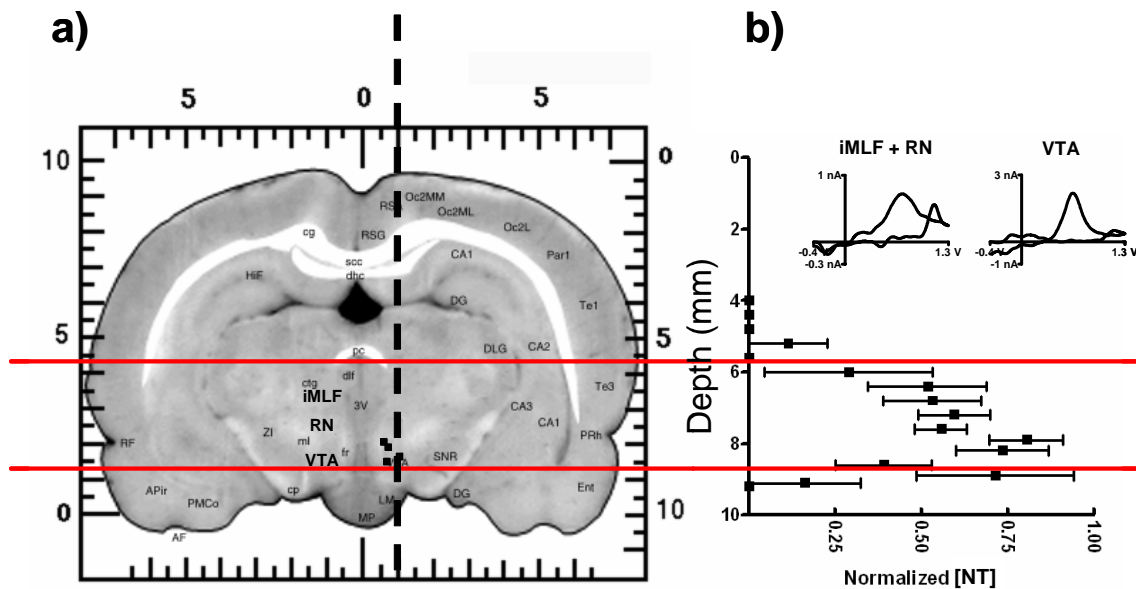 a)
b)
5 0 5
10
0
5
5
0
10
RSA
Oc2MM
Oc2ML
Oc2L
cg
RSG
Par1
scc
CA1
dhc
HiF
DG
Te1
pc
DLG
CA2
dlf
ctg
iMLF
3V
Te3
CA3
CA1
RN
ZI
ml
PRh
RF
fr
VTA
SNR
cp
APir
PMCo
LM
DG
Ent
MP
AF
iMLF + RN
VTA
1 nA
3 nA
-0.4
1.3 V
-0.3 nA
-0.4 V
1.3 V
-1 nA
Depth (mm)
0
2
4
6
8
10
0.25
0.50
0.75
1.00
Normalized [NT]